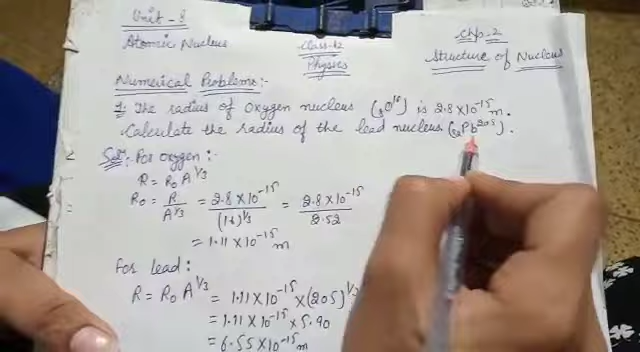 Unit - 8
Atomic Nucleus
Class-12
Physics
Chp. 2
Structure of Nucleus
Numerical Problems:-
1. The radius of oxygen nucleus (₈O¹⁶) is 2.8 × 10⁻¹⁵ m.
Calculate the radius of the lead nucleus (₈₂Pb²⁰⁵).
Solⁿ: For oxygen:-
R = R₀ A^1/3
R₀ = R / A^1/3 = 2.8 × 10⁻¹⁵ / (16)^1/3 = 2.8 × 10⁻¹⁵ / 2.52
= 1.11 × 10⁻¹⁵ m
For lead:
R = R₀ A^1/3 = 1.11 × 10⁻¹⁵ × (205)^1/3
= 1.11 × 10⁻¹⁵ × 5.90
= 6.55 × 10⁻¹⁵ m